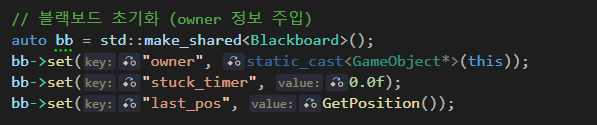 // 블랙보드 초기화 (owner 정보 주입)
auto bb = std::make_shared<Blackboard>();
bb->set(key: "owner", static_cast<GameObject*>(this));
bb->set(key: "stuck_timer", value: 0.0f);
bb->set(key: "last_pos", value: GetPosition());